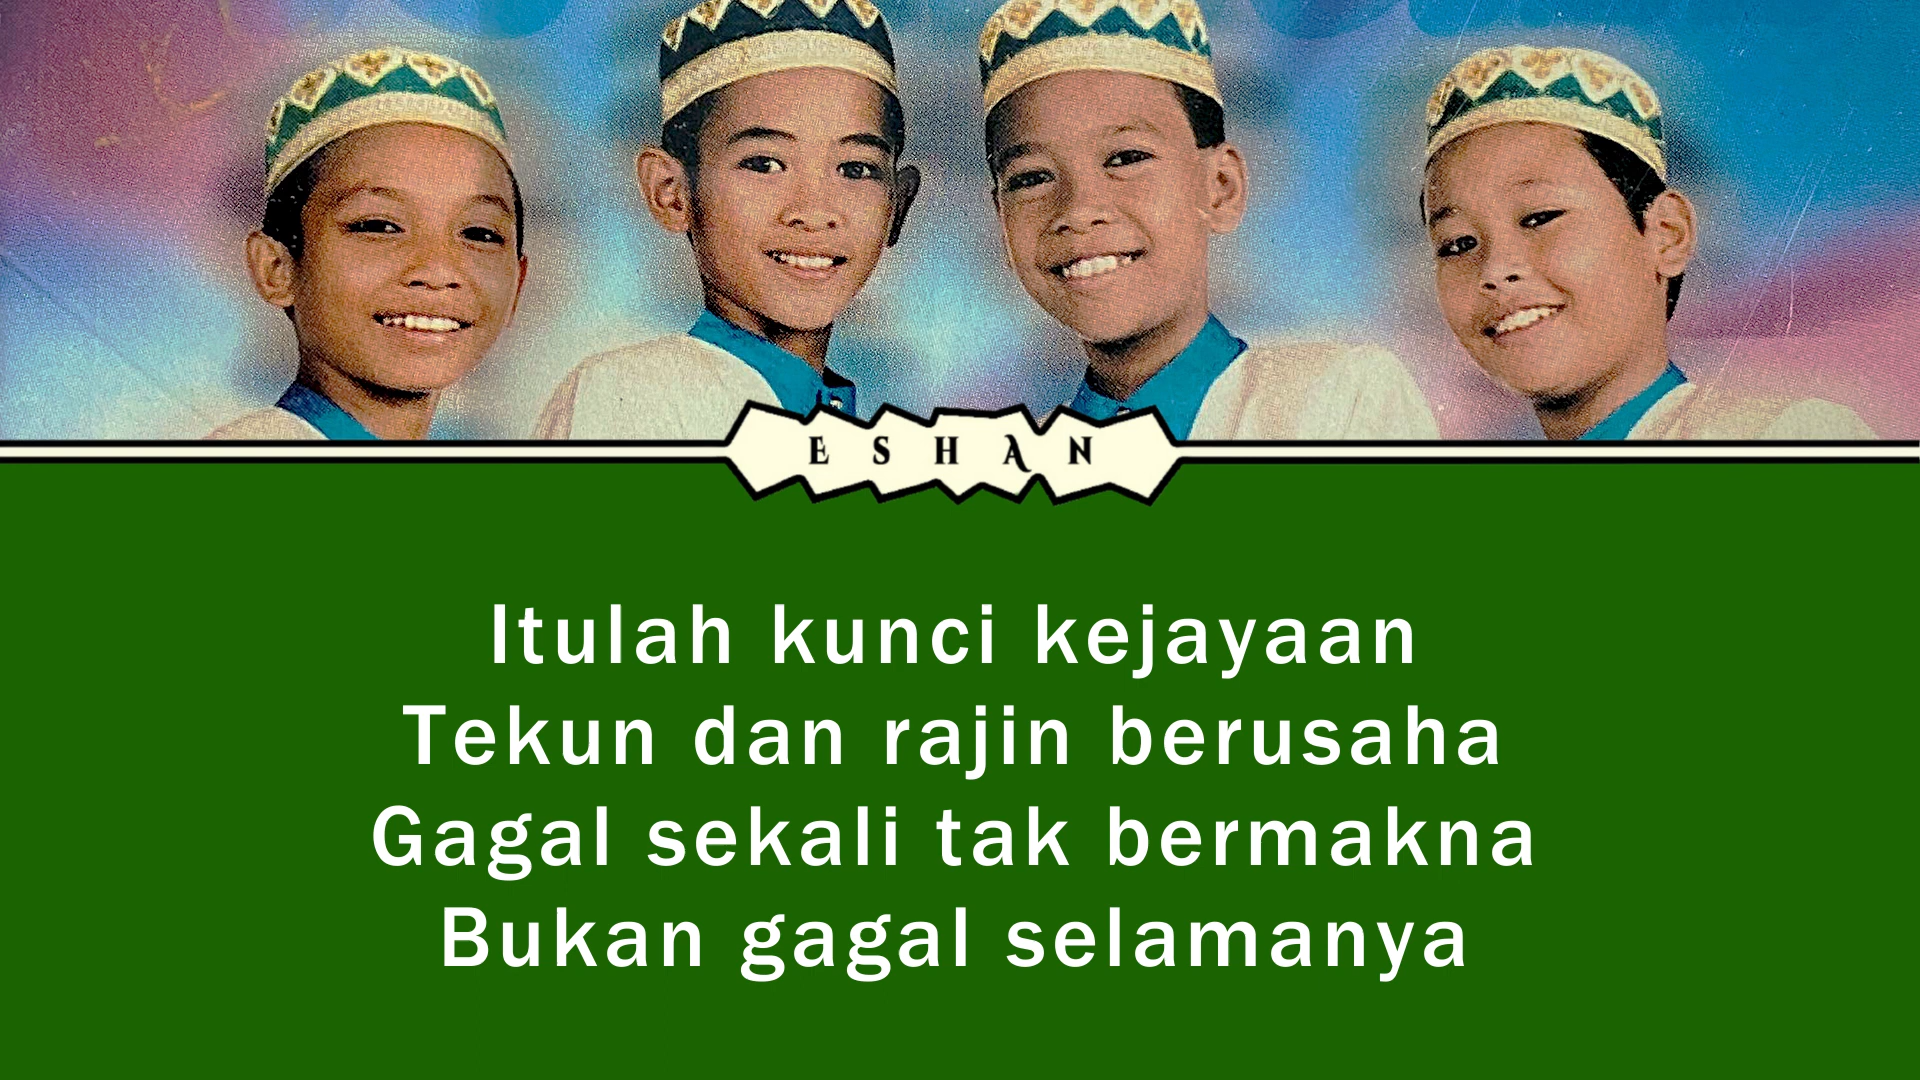 ESHAN
Itulah kunci kejayaan
Tekun dan rajin berusaha
Gagal sekali tak bermakna
Bukan gagal selamanya